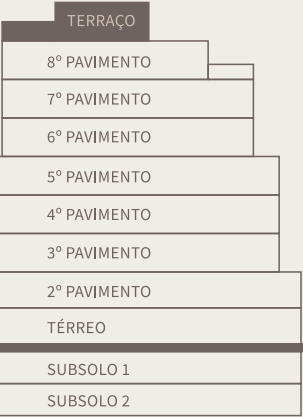 TERRAÇO
8º PAVIMENTO
7º PAVIMENTO
6º PAVIMENTO
5º PAVIMENTO
4º PAVIMENTO
3º PAVIMENTO
2º PAVIMENTO
TÉRREO
SUBSOLO 1
SUBSOLO 2